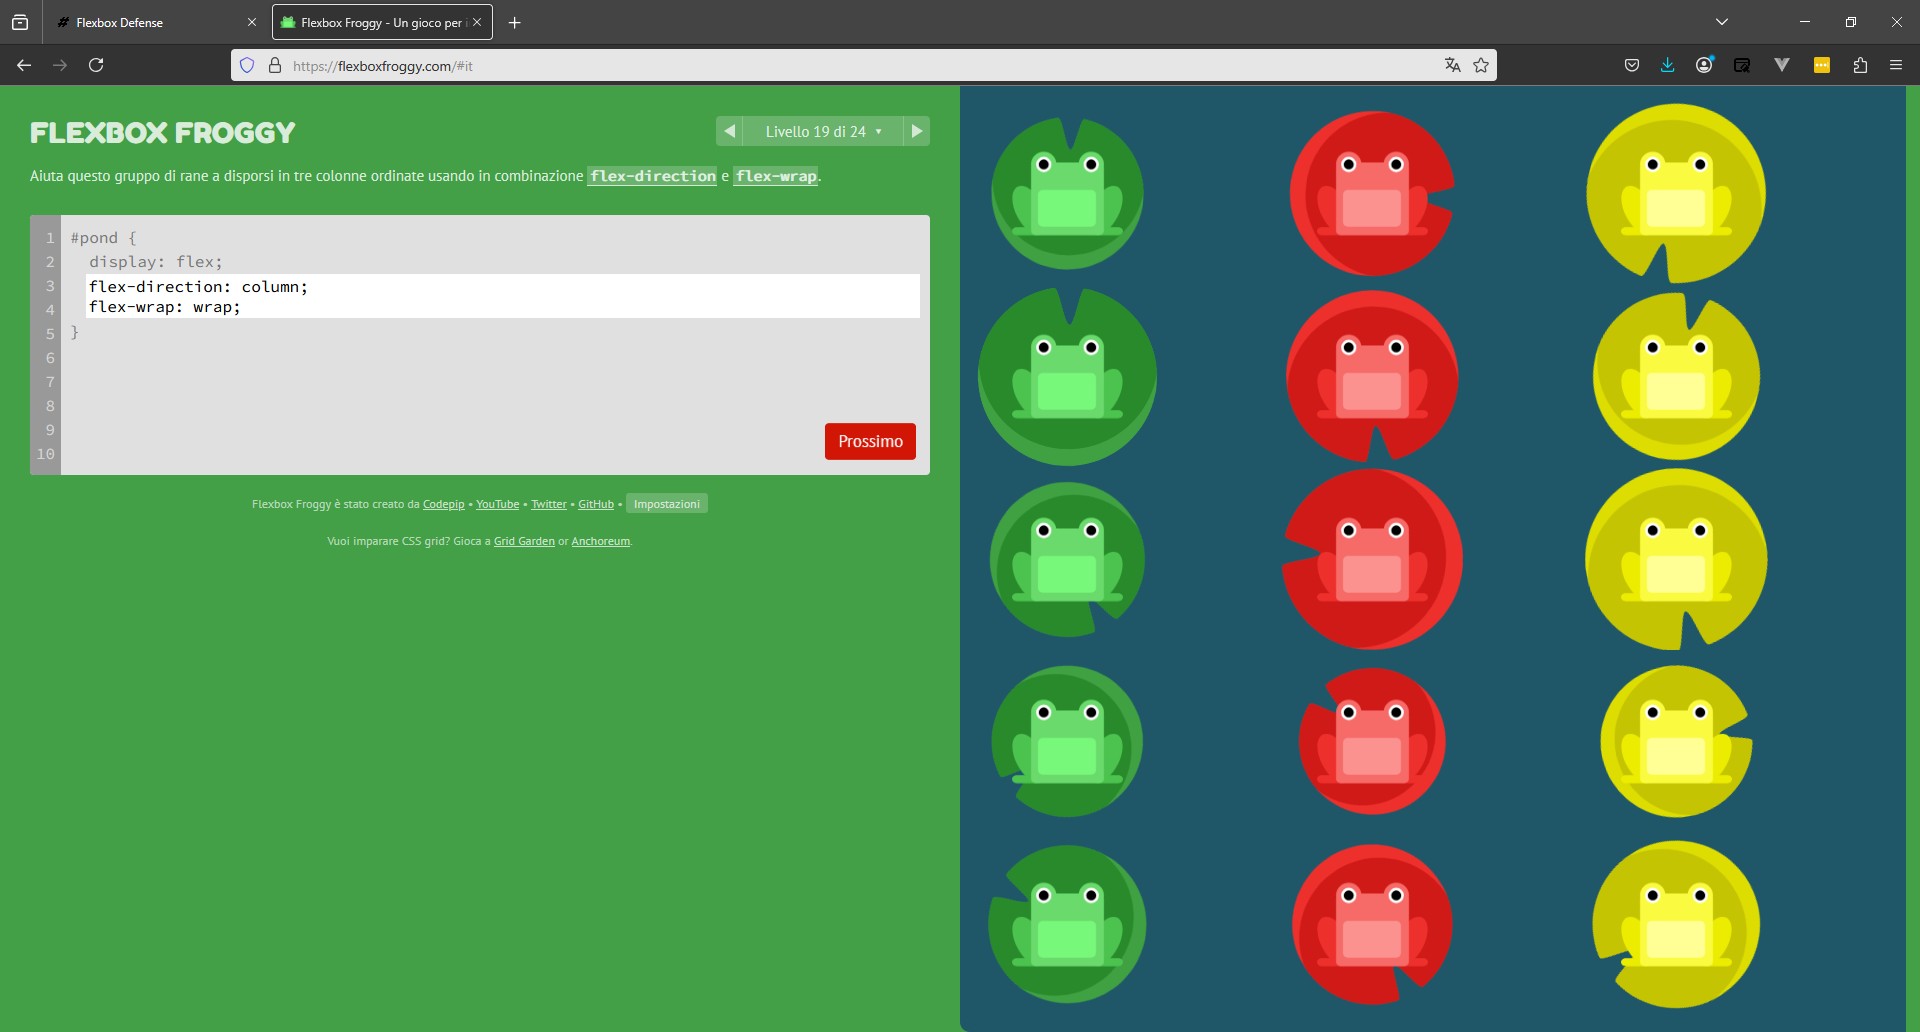 Flexbox Defense
Flexbox Froggy - Un gioco per i
https://flexboxfroggy.com/#it
FLEXBOX FROGGY
Livello 19 di 24
Aiuta questo gruppo di rane a disporsi in tre colonne ordinate usando in combinazione flex-direction e flex-wrap.
1 #pond {
2 display: flex;
3 flex-direction: column;
4 flex-wrap: wrap;
5 }
6
7
8
9
10
Prossimo
Flexbox Froggy è stato creato da Codepip • YouTube • Twitter • GitHub • Impostazioni
Vuoi imparare CSS grid? Gioca a Grid Garden or Anchoreum.